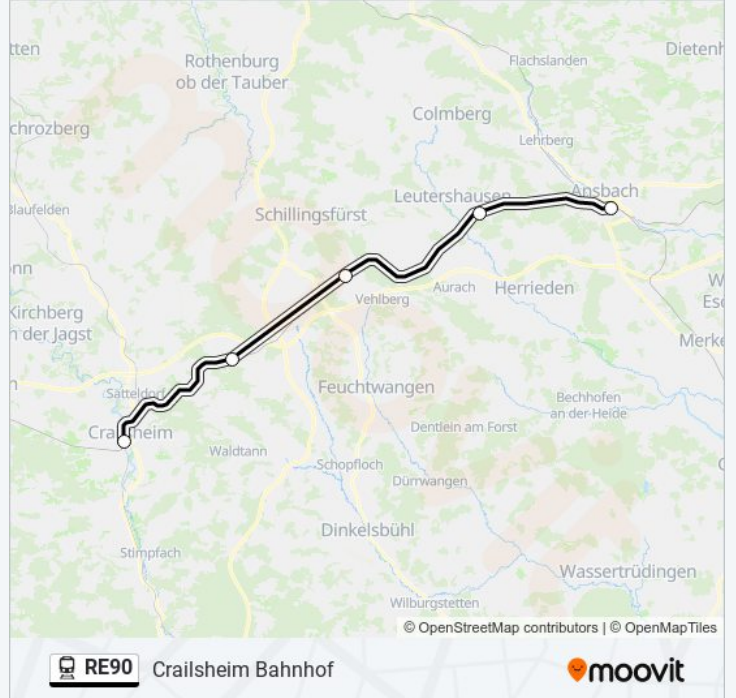 tten
Rothenburg
ob der Tauber
Flachslanden
Dietenh
Colmberg
chrozberg
Lehrberg
Ansbach
Leutershausen
Blaufelden
Schillingsfürst
onn
Aurach
Herrieden
W
Vehlberg
Esc
Kirchberg
n der Jagst
Merke
n
Feuchtwangen
Satteldorf
Bechhofen
an der Heide
Crailsheim
Dentlein am Forst
Waldtann
Schopfloch
Dürrwangen
Dinkelsbühl
Stimpfach
Wassertrüdingen
Wilburgstetten
© OpenStreetMap contributors | © OpenMapTiles
RE90 Crailsheim Bahnhof
moovit